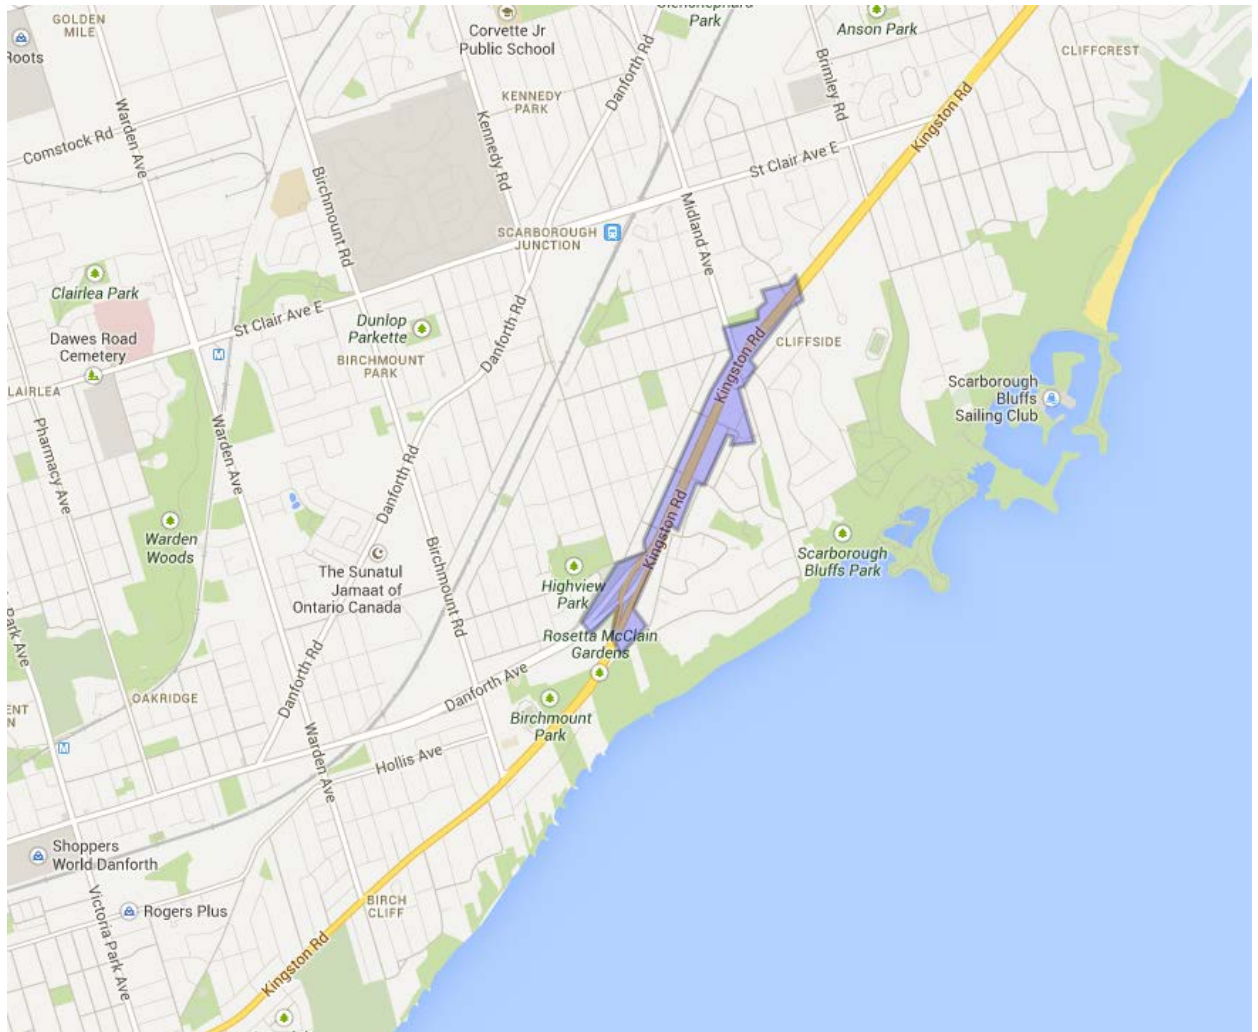 GOLDEN
MILE
Roots
Corvette Jr
Public School
Park
Anson Park
CLIFFCREST
Danforth Rd
Brimley Rd
Kingston Rd
KENNEDY
PARK
Warden Ave
Comstock Rd
Kennedy Rd
St Clair Ave E
Birchmount Rd
Midland Ave
SCARBOROUGH
JUNCTION
Clairlea Park
St Clair Ave E
Dunlop
Parkette
Danforth Rd
Dawes Road
Cemetery
BIRCHMOUNT
PARK
CLIFFSIDE
Kingston Rd
LAIRLEA
Scarborough
Bluffs
Sailing Club
Pharmacy Ave
Warden Ave
Danforth Rd
Kingston Rd
Warden
Woods
Birchmount Rd
Scarborough
Bluffs Park
The Sunatul
Jamaat of
Ontario Canada
Highview
Park
Park Ave
Rosetta McClain
Gardens
Danforth Rd
Danforth Ave
OAKRIDGE
ENT
N
Birchmount
Park
Warden Ave
Hollis Ave
M
M
Shoppers
World Danforth
Victoria Park Ave
Rogers Plus
BIRCH
CLIFF
Kingston Rd